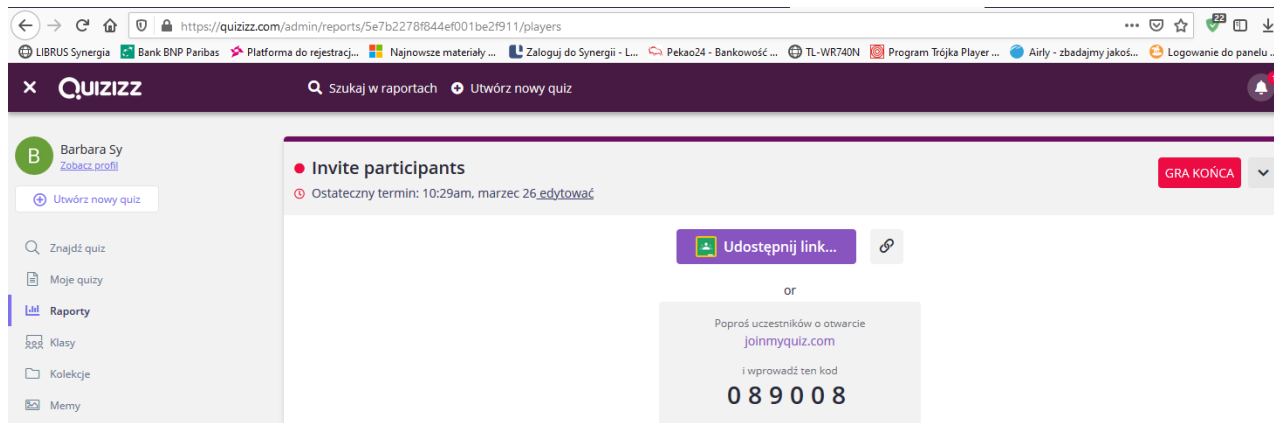 https://quizizz.com/admin/reports/5e7b2278f844ef001be2f911/players
LIBRUS Synergia Bank BNP Paribas Platforma do rejestracj... Najnowsze materiały ... Zaloguj do Synergii - L... Pekao24 - Bankowość ... TL-WR740N Program Trójka Player ... Airly - zbadajmy jakoś... Logowanie do panelu ...
22
QUIZIZZ Szukaj w raportach Utwórz nowy quiz
B Barbara Sy
Zobacz profil
Utwórz nowy quiz
Znajdź quiz
Moje quizy
Raporty
Klasy
Kolekcje
Memy
Invite participants
Ostateczny termin: 10:29am, marzec 26 edytować
GRA KOŃCA
Udostępnij link...
or
Poproś uczestników o otwarcie
joinmyquiz.com
i wprowadź ten kod
089008